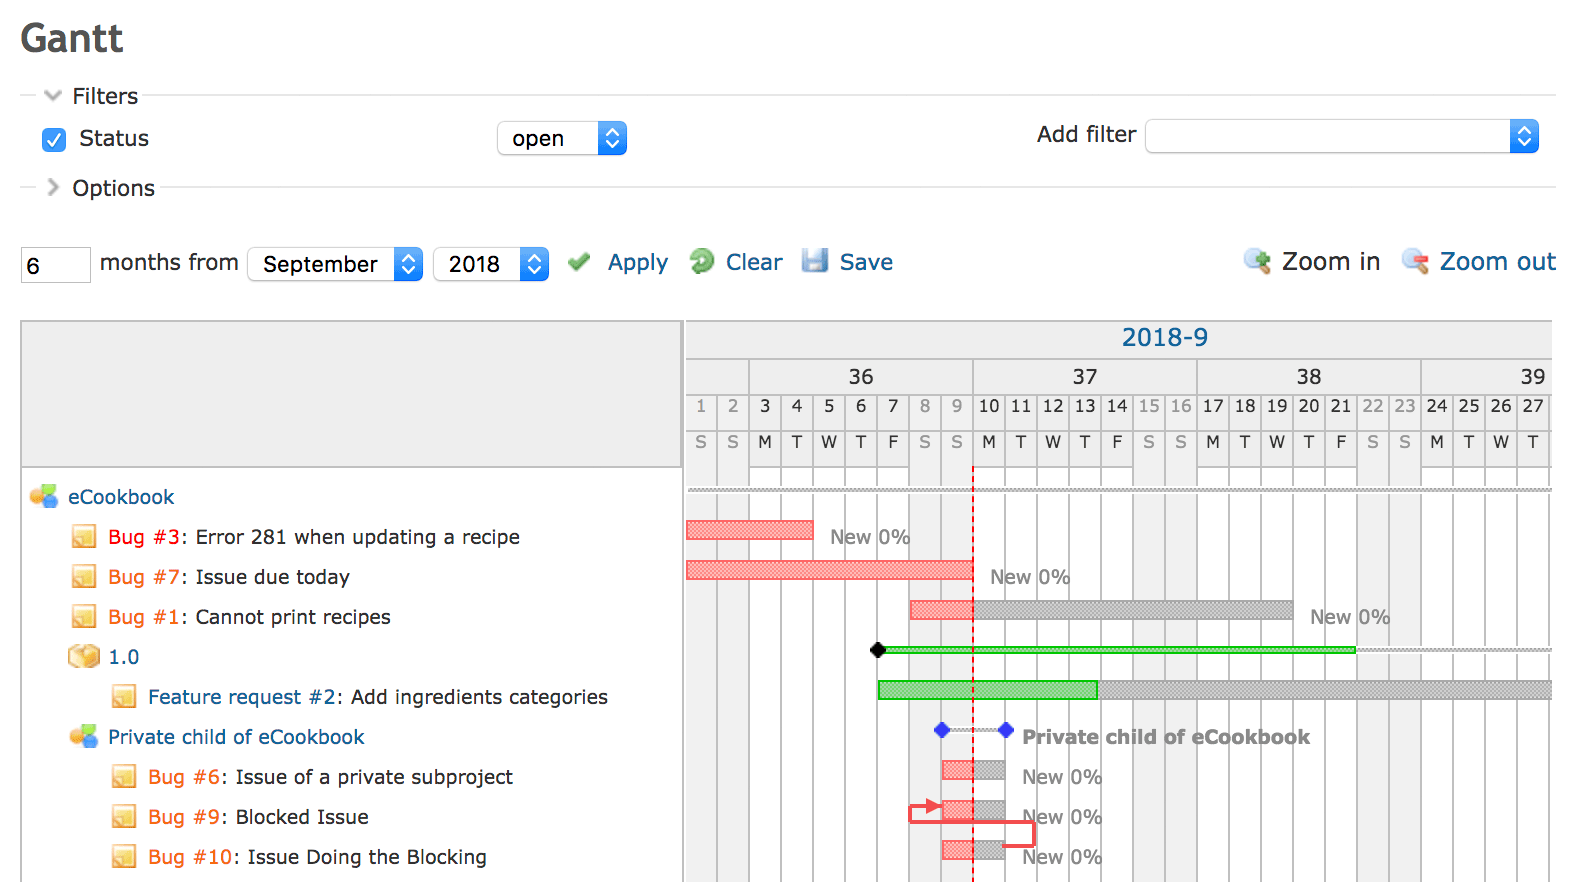 Gantt
Filters
Status open Add filter
Options
6 months from September 2018 Apply Clear Save Zoom in Zoom out
2018-9
36 37 38 39
1 2 3 4 5 6 7 8 9 10 11 12 13 14 15 16 17 18 19 20 21 22 23 24 25 26 27
S S M T W T F S S M T W T F S S M T W T F S S M T W T
eCookbook
Bug #3: Error 281 when updating a recipe New 0%
Bug #7: Issue due today New 0%
Bug #1: Cannot print recipes New 0%
1.0
Feature request #2: Add ingredients categories
Private child of eCookbook Private child of eCookbook
Bug #6: Issue of a private subproject New 0%
Bug #9: Blocked Issue New 0%
Bug #10: Issue Doing the Blocking New 0%